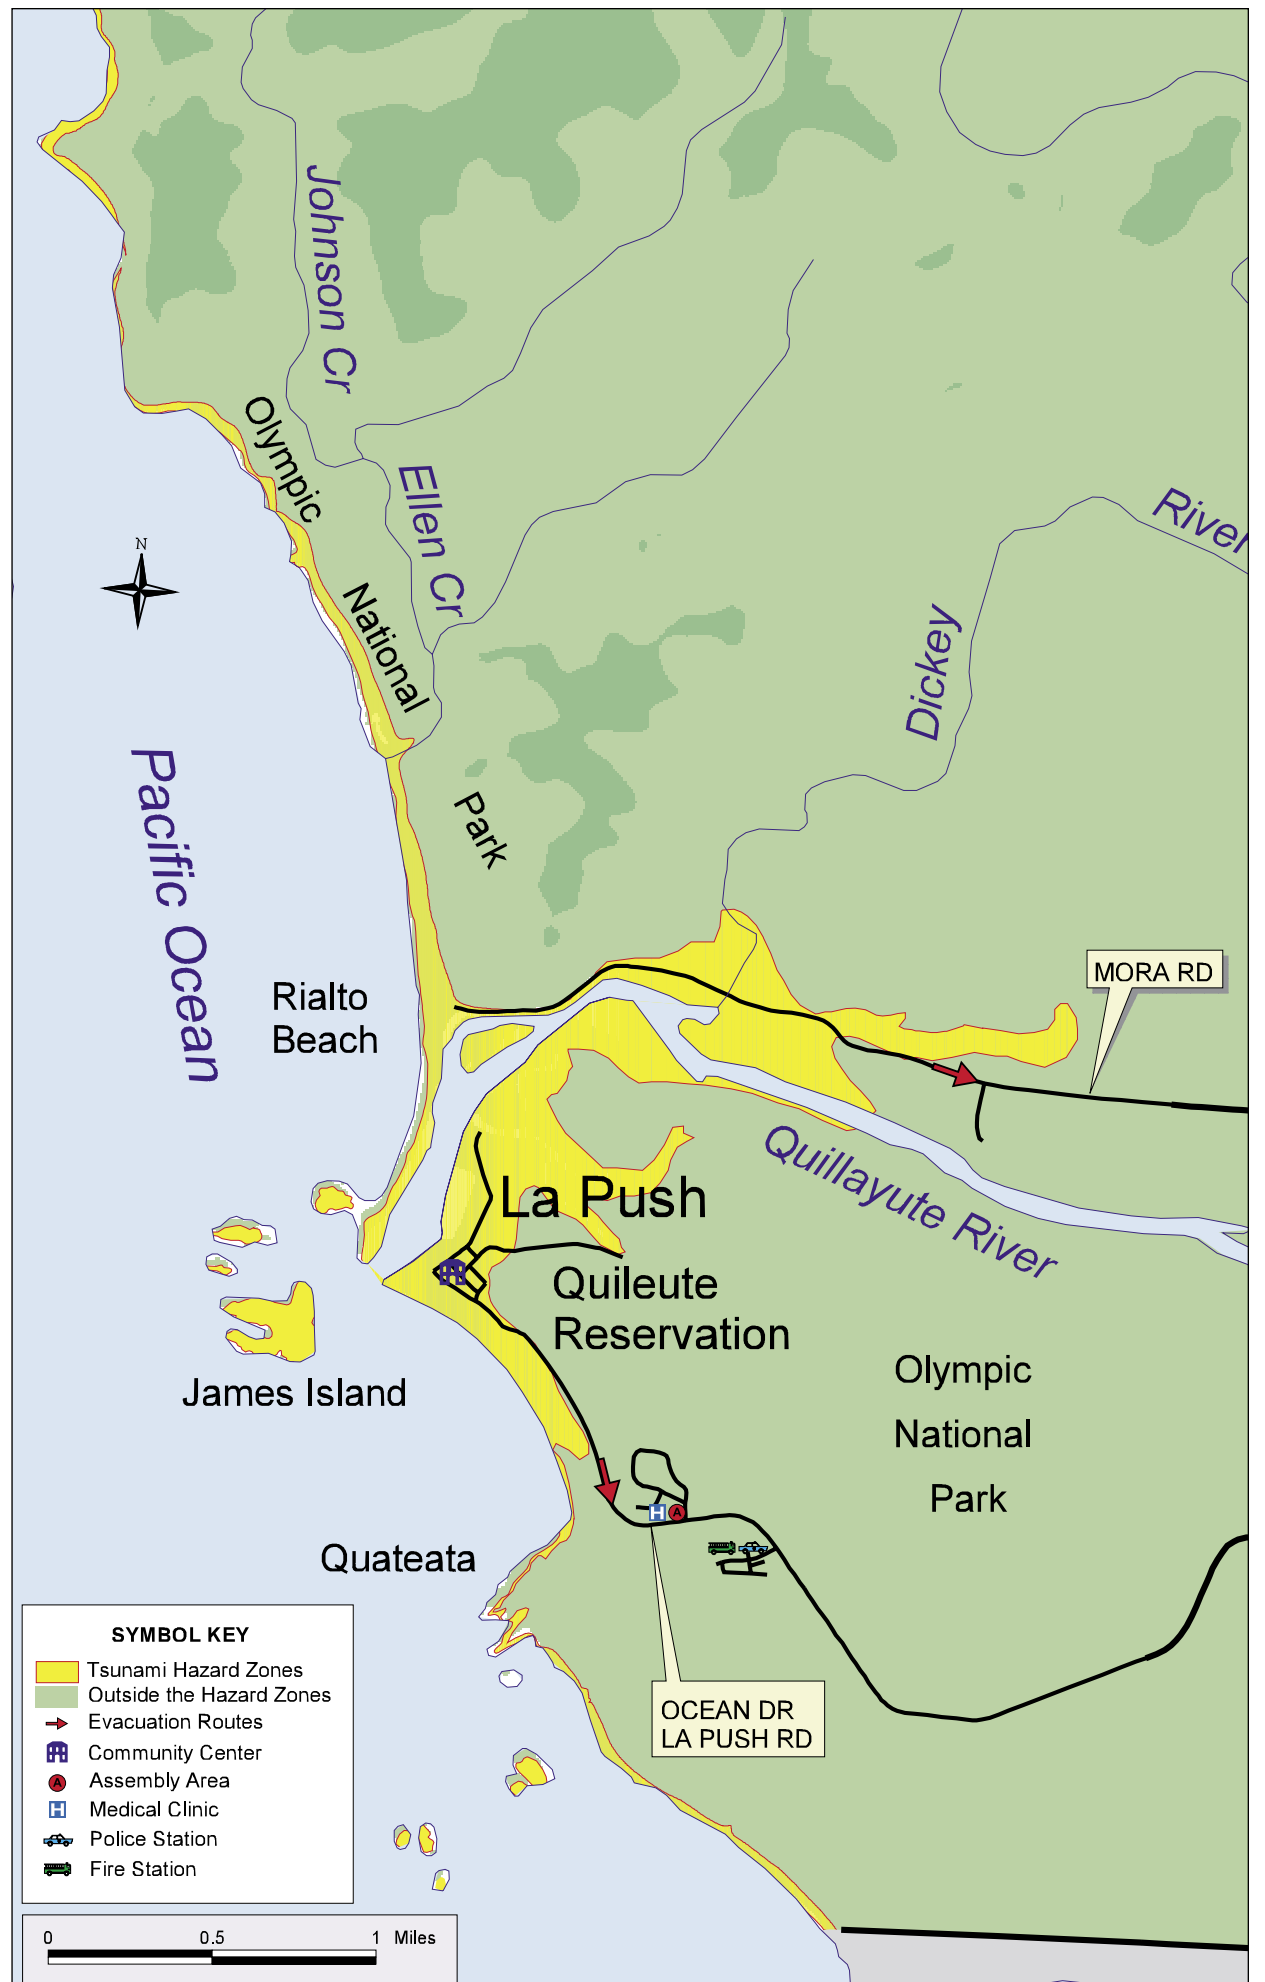 Johnson Cr
Olympic
Ellen Cr
River
N
National
Dickey
Pacific Ocean
Park
MORA RD
Rialto
Beach
Quillayute River
La Push
Quileute
Reservation
Olympic
National
Park
James Island
H
A
Quateata
OCEAN DR
LA PUSH RD
SYMBOL KEY
Tsunami Hazard Zones
Outside the Hazard Zones
Evacuation Routes
Community Center
A Assembly Area
H Medical Clinic
Police Station
Fire Station
0 0.5 1 Miles